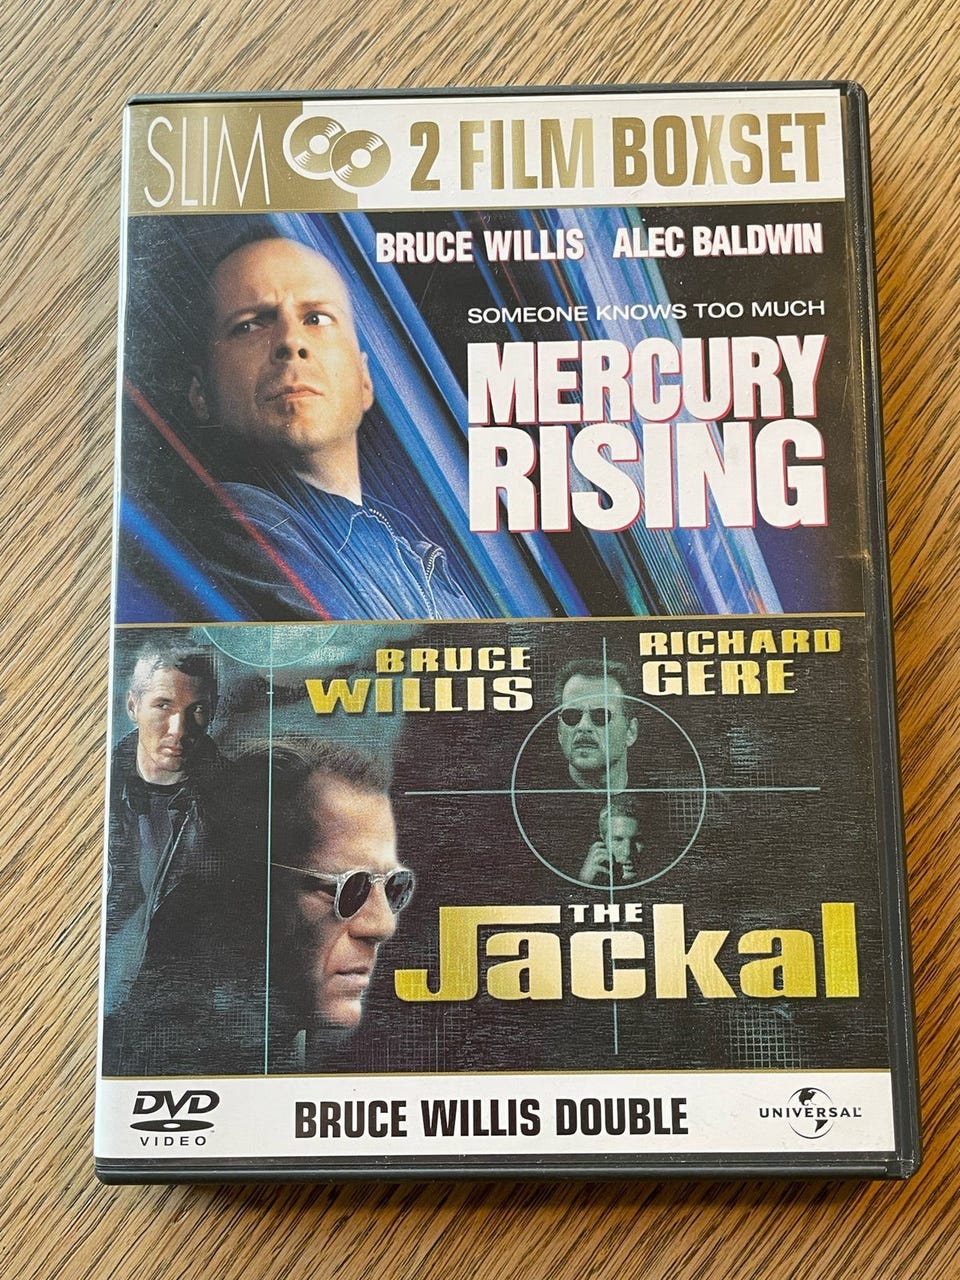 SLIM 2 FILM BOXSET
BRUCE WILLIS ALEC BALDWIN
SOMEONE KNOWS TOO MUCH
MERCURY
RISING
BRUCE
WILLIS
RICHARD
GERE
THE
Jackal
DVD
VIDEO
BRUCE WILLIS DOUBLE
UNIVERSAL